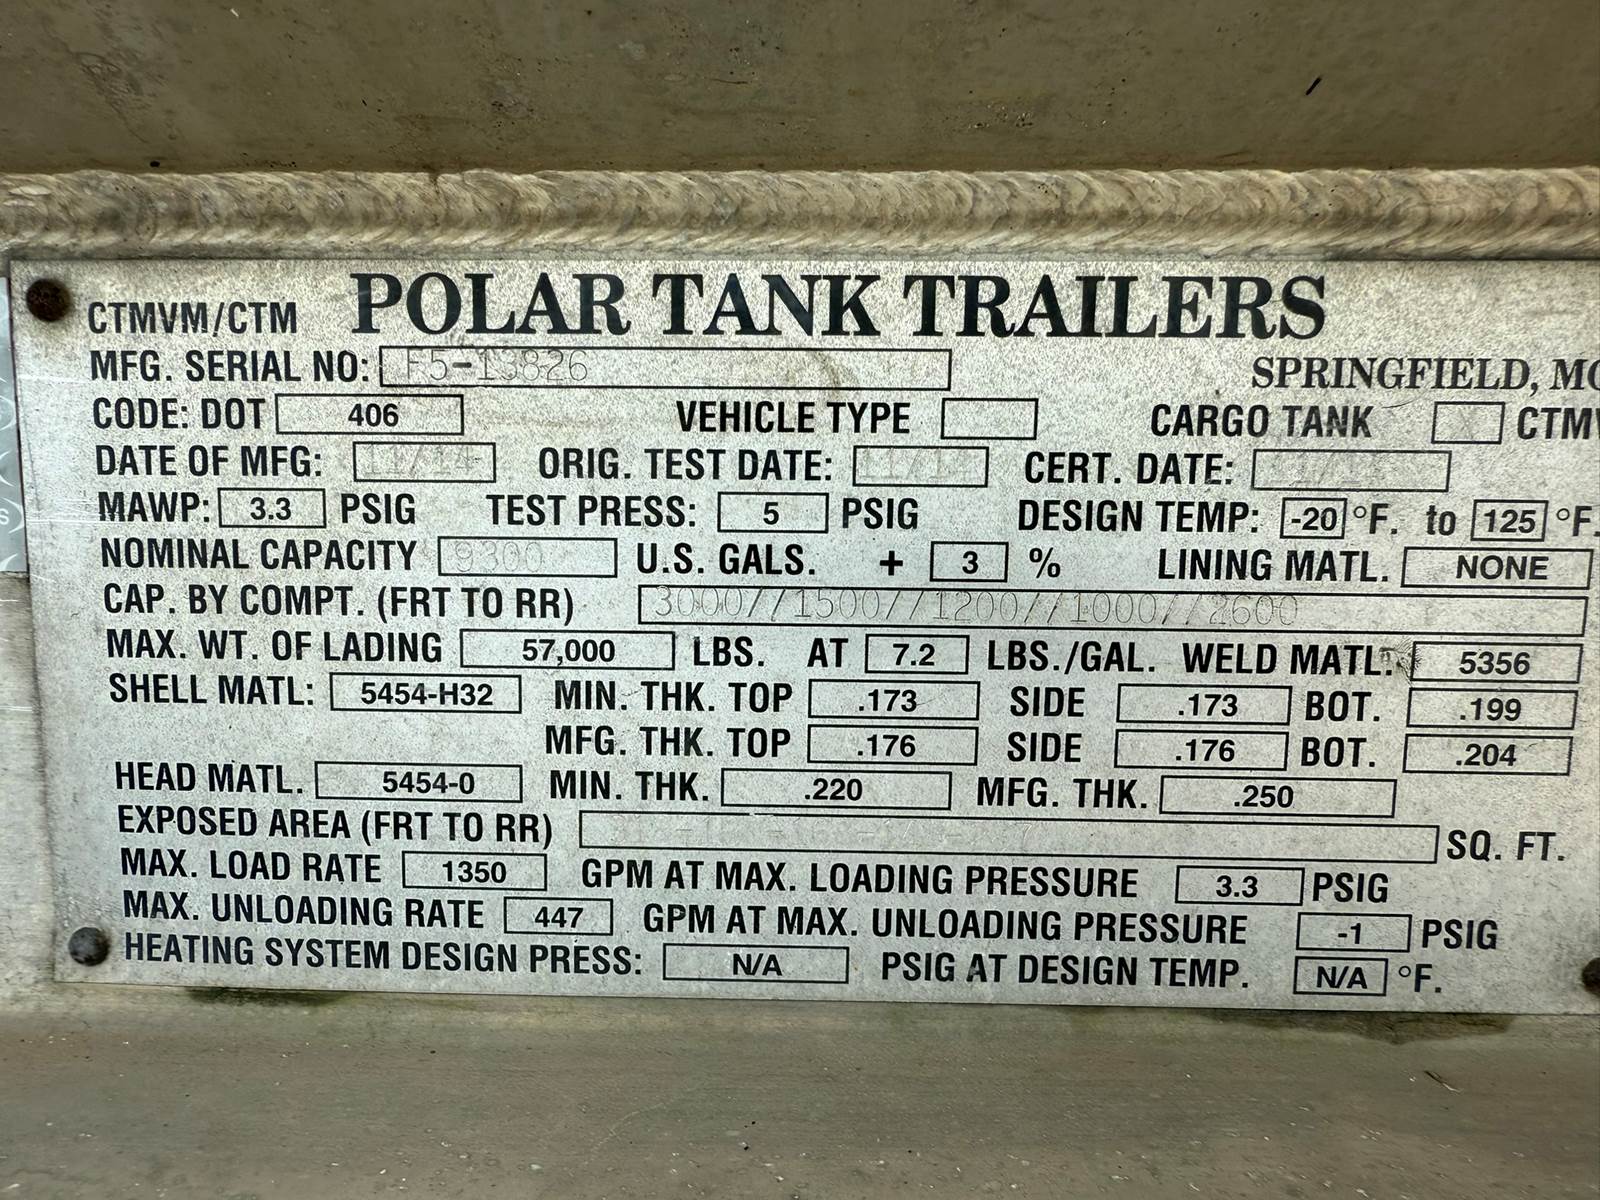 POLAR TANK TRAILERS
CTMVM/CTM
SPRINGFIELD,
MFG. SERIAL NO: F5-13826
CODE: DOT 406 VEHICLE TYPE CARGO TANK
DATE OF MFG: 11/14 ORIG. TEST DATE: CERT. DATE:
MAWP: 3.3 PSIG TEST PRESS: 5 PSIG DESIGN TEMP: -20 °F. to 125 °F.
NOMINAL CAPACITY 9300 U.S. GALS. + 3 % LINING MATL. NONE
CAP. BY COMPT. (FRT TO RR) 3000//1500//1200//1000//2600
MAX. WT. OF LADING 57,000 LBS. AT 7.2 LBS./GAL. WELD MATL. 5356
SHELL MATL: 5454-H32 MIN. THK. TOP .173 SIDE .173 BOT. .199
MFG. THK. TOP .176 SIDE .176 BOT. .204
HEAD MATL. 5454-0 MIN. THK. .220 MFG. THK. .250
EXPOSED AREA (FRT TO RR) SQ. FT.
MAX. LOAD RATE 1350 GPM AT MAX. LOADING PRESSURE 3.3 PSIG
MAX. UNLOADING RATE 447 GPM AT MAX. UNLOADING PRESSURE -1 PSIG
HEATING SYSTEM DESIGN PRESS: N/A PSIG AT DESIGN TEMP. N/A °F.